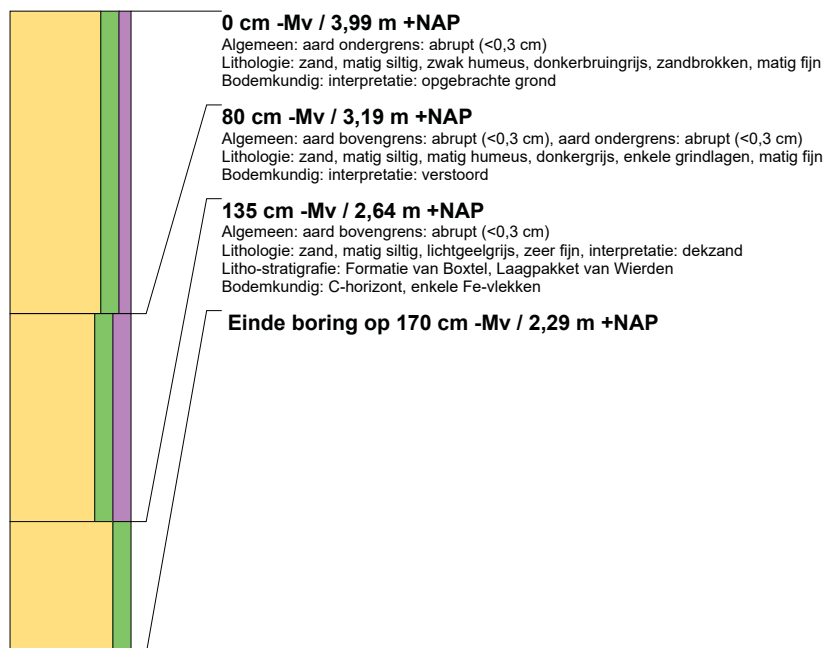 0 cm -Mv / 3,99 m +NAP
Algemeen: aard ondergrens: abrupt (<0,3 cm)
Lithologie: zand, matig siltig, zwak humeus, donkerbruingrijs, zandbrokken, matig fijn
Bodemkundig: interpretatie: opgebrachte grond
80 cm -Mv / 3,19 m +NAP
Algemeen: aard bovengrens: abrupt (<0,3 cm), aard ondergrens: abrupt (<0,3 cm)
Lithologie: zand, matig siltig, matig humeus, donkergrijs, enkele grindlagen, matig fijn
Bodemkundig: interpretatie: verstoord
135 cm -Mv / 2,64 m +NAP
Algemeen: aard bovengrens: abrupt (<0,3 cm)
Lithologie: zand, matig siltig, lichtgeelgrijs, zeer fijn, interpretatie: dekzand
Litho-stratigrafie: Formatie van Boxtel, Laagpakket van Wierden
Bodemkundig: C-horizont, enkele Fe-vlekken
Einde boring op 170 cm -Mv / 2,29 m +NAP